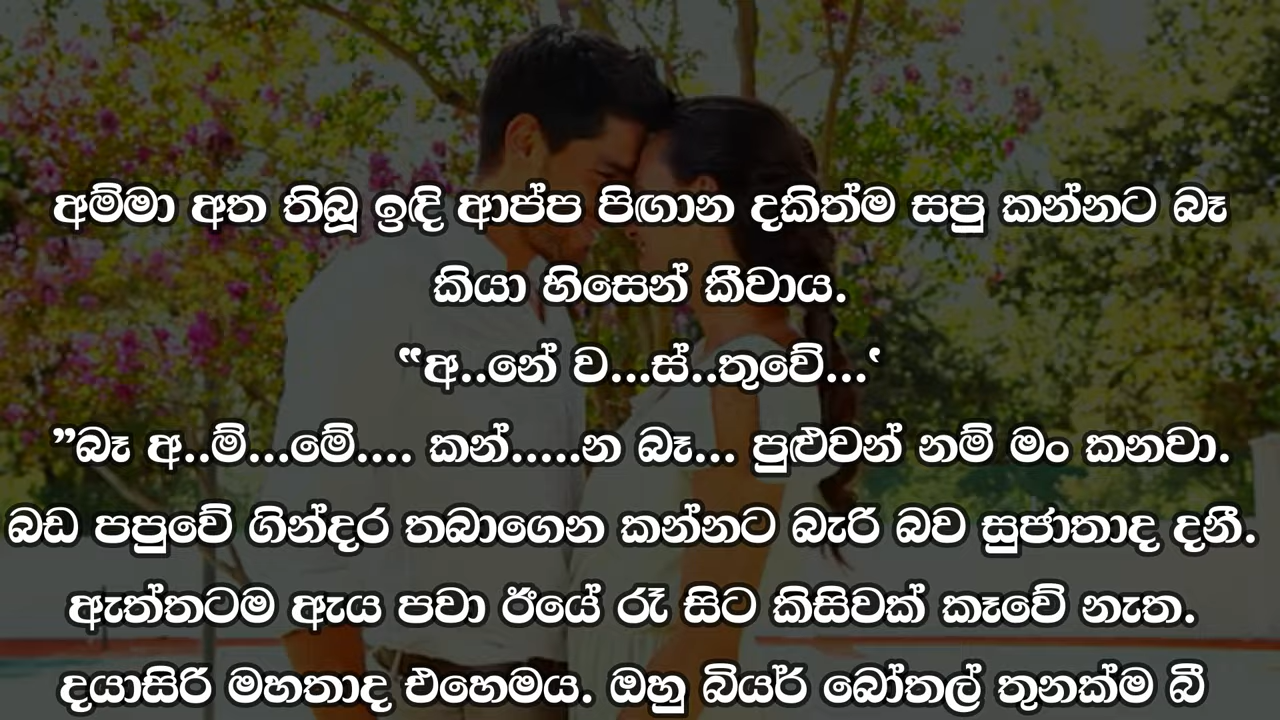 අම්මා අත තිබූ ඉඳි ආප්ප පිඟාන දකිත්ම සපු කන්නට බෑ
කියා හිසෙන් කීවාය.
“අ..නේ ව...ස්..තුවේ...‘
”බෑ අ..ම්...මේ.... කන්.....න බෑ... පුළුවන් නම් මං කනවා.
බඩ පපුවේ ගින්දර තබාගෙන කන්නට බැරි බව සුජාතාද දනී.
ඇත්තටම ඇය පවා ඊයේ රෑ සිට කිසිවක් කෑවේ නැත.
දයාසිරි මහතාද එහෙමය. ඔහු බියර් බෝතල් තුනක්ම බී